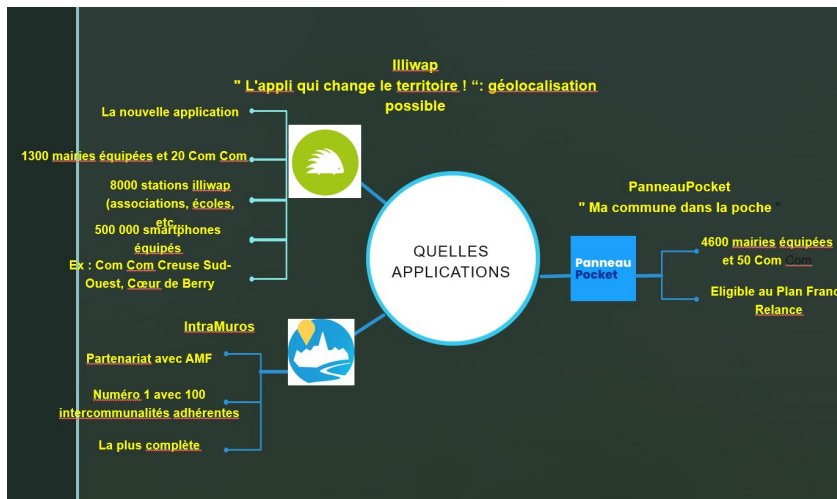 Illiwap
" L'appli qui change le territoire ! “: géolocalisation
possible
La nouvelle application
1300 mairies équipées et 20 Com Com
8000 stations illiwap
(associations, écoles,
etc
500 000 smartphones
équipés
Ex : Com Com Creuse Sud-
Ouest, Cœur de Berry
QUELLES
APPLICATIONS
PanneauPocket
" Ma commune dans la poche "
Panneau
Pocket
4600 mairies équipées
et 50 Com Com
Eligible au Plan Franc
Relance
IntraMuros
Partenariat avec AMF
Numéro 1 avec 100
intercommunalités adhérentes
La plus complète